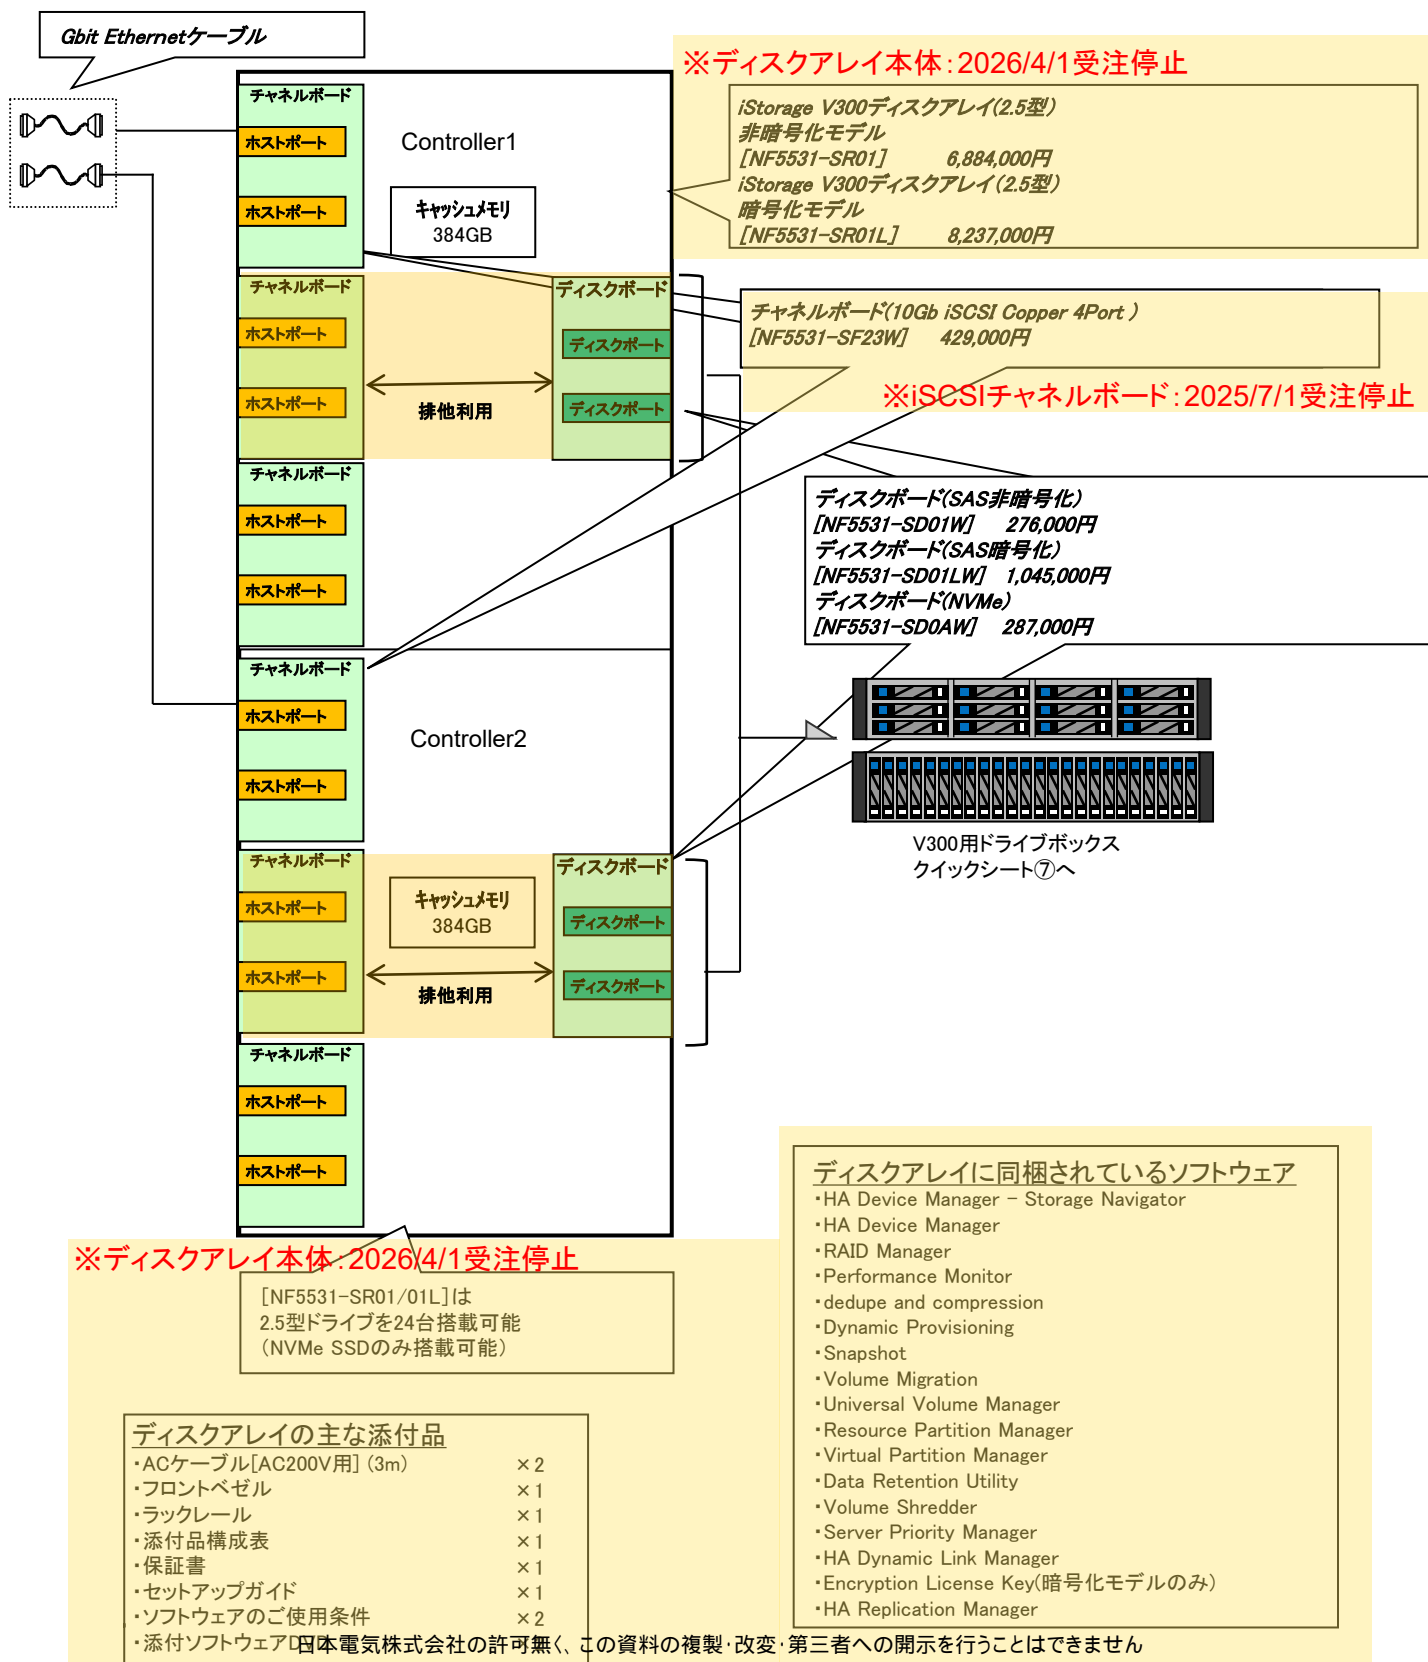 Gbit Ethernetケーブル
※ディスクアレイ本体：2026/4/1受注停止
iStorage V300ディスクアレイ(2.5型)
非暗号化モデル
[NF5531-SR01] 6,884,000円
iStorage V300ディスクアレイ(2.5型)
暗号化モデル
[NF5531-SR01L] 8,237,000円
チャネルボード
ホストポート
ホストポート
Controller1
キャッシュメモリ
384GB
チャネルボード
ホストポート
ホストポート
排他利用
ディスクボード
ディスクポート
ディスクポート
チャネルボード(10Gb iSCSI Copper 4Port )
[NF5531-SF23W] 429,000円
※iSCSIチャネルボード：2025/7/1受注停止
チャネルボード
ホストポート
ホストポート
ディスクボード(SAS非暗号化)
[NF5531-SD01W] 276,000円
ディスクボード(SAS暗号化)
[NF5531-SD01LW] 1,045,000円
ディスクボード(NVMe)
[NF5531-SD0AW] 287,000円
チャネルボード
ホストポート
ホストポート
Controller2
V300用ドライブボックス
クイックシート⑦へ
チャネルボード
ホストポート
ホストポート
キャッシュメモリ
384GB
排他利用
ディスクボード
ディスクポート
ディスクポート
チャネルボード
ホストポート
ホストポート
※ディスクアレイ本体：2026/4/1受注停止
[NF5531-SR01/01L]は
2.5型ドライブを24台搭載可能
(NVMe SSDのみ搭載可能)
ディスクアレイの主な添付品
・ACケーブル[AC200V用] (3m) ×2
・フロントベゼル ×1
・ラックレール ×1
・添付品構成表 ×1
・保証書 ×1
・セットアップガイド ×1
・ソフトウェアのご使用条件 ×2
・添付ソフトウェアDVD
ディスクアレイに同梱されているソフトウェア
・HA Device Manager - Storage Navigator
・HA Device Manager
・RAID Manager
・Performance Monitor
・dedupe and compression
・Dynamic Provisioning
・Snapshot
・Volume Migration
・Universal Volume Manager
・Resource Partition Manager
・Virtual Partition Manager
・Data Retention Utility
・Volume Shredder
・Server Priority Manager
・HA Dynamic Link Manager
・Encryption License Key(暗号化モデルのみ)
・HA Replication Manager
日本電気株式会社の許可無く、この資料の複製・改変・第三者への開示を行うことはできません